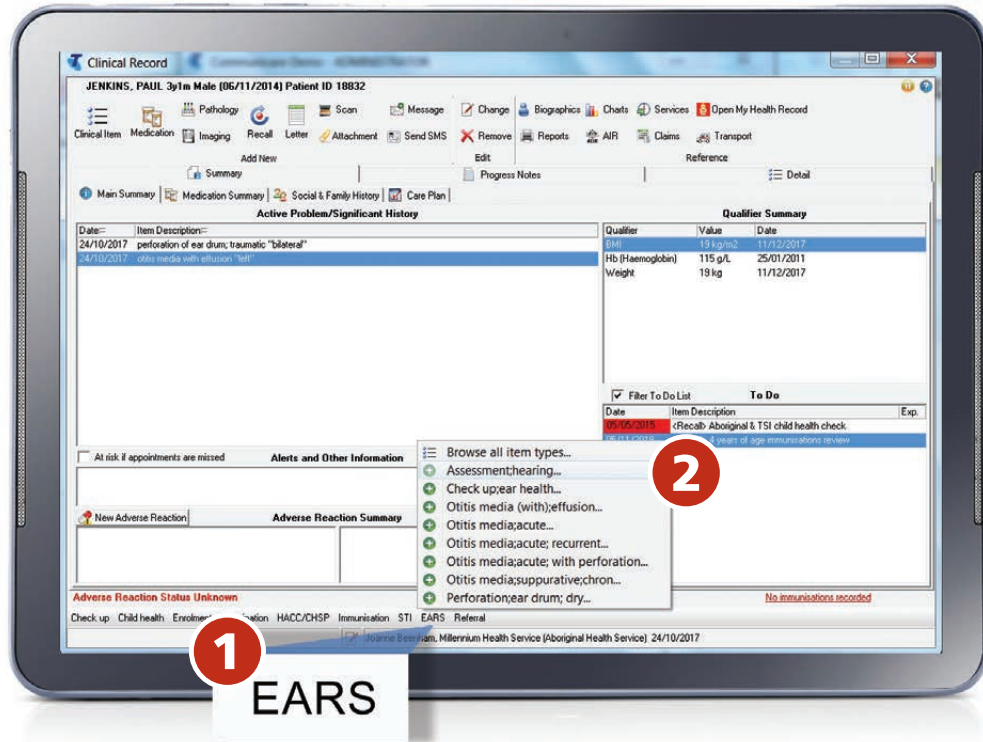 Clinical Record
JENKINS, PAUL 3y1m Male (06/11/2014) Patient ID 18832
Pathology Scan Message Change Biographics Charts Services Open My Health Record
Clinical Item Medication Imaging Recall Letter Attachment Send SMS Remove Reports AIR Claims Transport
Add New Edit Reference
Summary Progress Notes Detail
Main Summary Medication Summary Social & Family History Care Plan
Active Problem/Significant History Qualifier Summary
Date Item Description Qualifier Value Date
24/10/2017 perforation of ear drum; traumatic "bilateral" BMI 19 kg/m2 11/12/2017
24/10/2017 otitis media with effusion "left" Hb (Haemoglobin) 115 g/L 25/01/2011
Weight 19 kg 11/12/2017
Filter To Do List To Do
Date Item Description Exp.
05/05/2015 <Recall> Aboriginal & TSI child health check
4 years of age immunisations review
At risk if appointments are missed Alerts and Other Information
Browse all item types...
Assessment;hearing...
Check up;ear health...
Otitis media (with);effusion...
Otitis media;acute...
Otitis media;acute; recurrent...
Otitis media;acute; with perforation...
Otitis media;suppurative;chron...
Perforation;ear drum; dry...
2
New Adverse Reaction Adverse Reaction Summary
Adverse Reaction Status Unknown No immunisations recorded
Check up Child health HACC/CHSP Immunisation STI EARS Referral
Millennium Health Service (Aboriginal Health Service) 24/10/2017
1
EARS